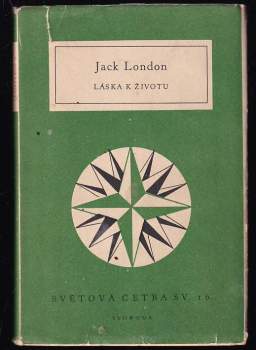 Jack London
LÁSKA K ŽIVOTU
SVĚTOVÁ ČETBA SV. 16.
SVOBODA